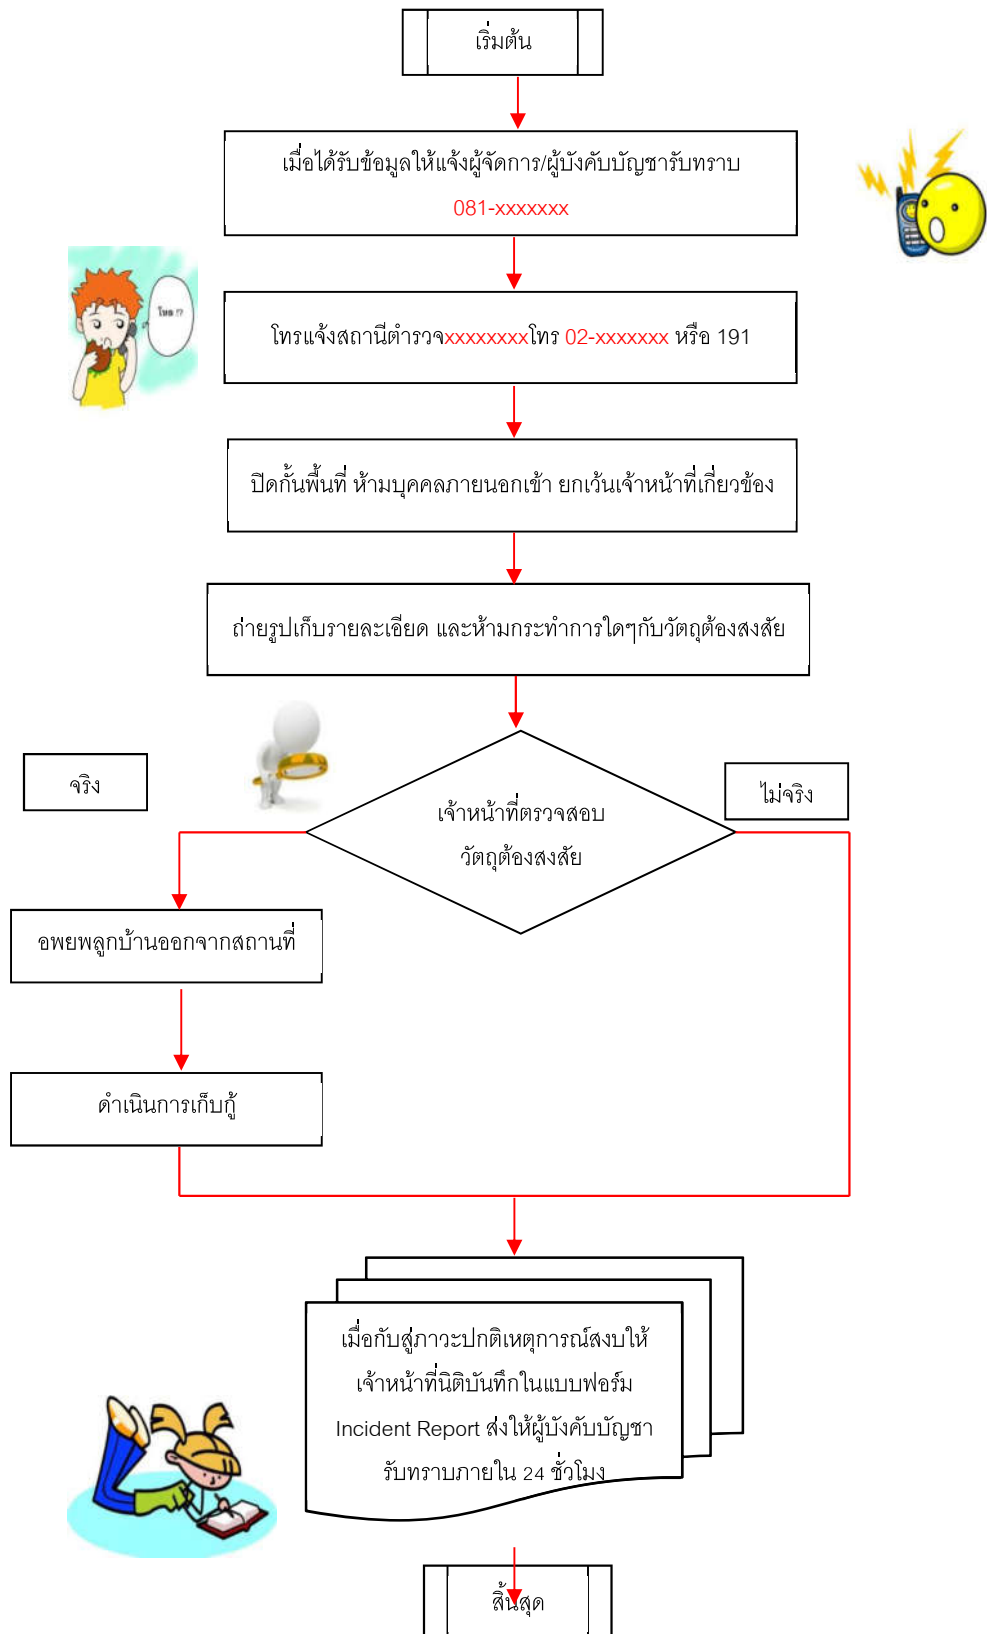 เริ่มต้น
เมื่อได้รับข้อมูลให้แจ้งผู้จัดการ/ผู้บังคับบัญชารับทราบ
081-xxxxxxx
โทรแจ้งสถานีตำรวจxxxxxxxxโทร 02-xxxxxxx หรือ 191
ปิดกั้นพื้นที่ ห้ามบุคคลภายนอกเข้า ยกเว้นเจ้าหน้าที่เกี่ยวข้อง
ถ่ายรูปเก็บรายละเอียด และห้ามกระทำการใดๆกับวัตถุต้องสงสัย
จริง
ไม่จริง
เจ้าหน้าที่ตรวจสอบ
วัตถุต้องสงสัย
อพยพลูกบ้านออกจากสถานที่
ดำเนินการเก็บกู้
เมื่อกับสู่ภาวะปกติเหตุการณ์สงบให้
เจ้าหน้าที่นิติบันทึกในแบบฟอร์ม
Incident Report ส่งให้ผู้บังคับบัญชา
รับทราบภายใน 24 ชั่วโมง
สิ้นสุด